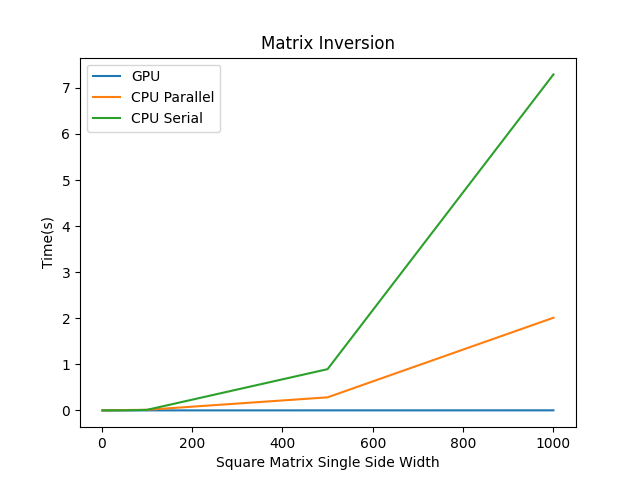 Matrix Inversion
GPU
CPU Parallel
CPU Serial
7
6
5
4
3
2
1
0
Time(s)
0 200 400 600 800 1000
Square Matrix Single Side Width